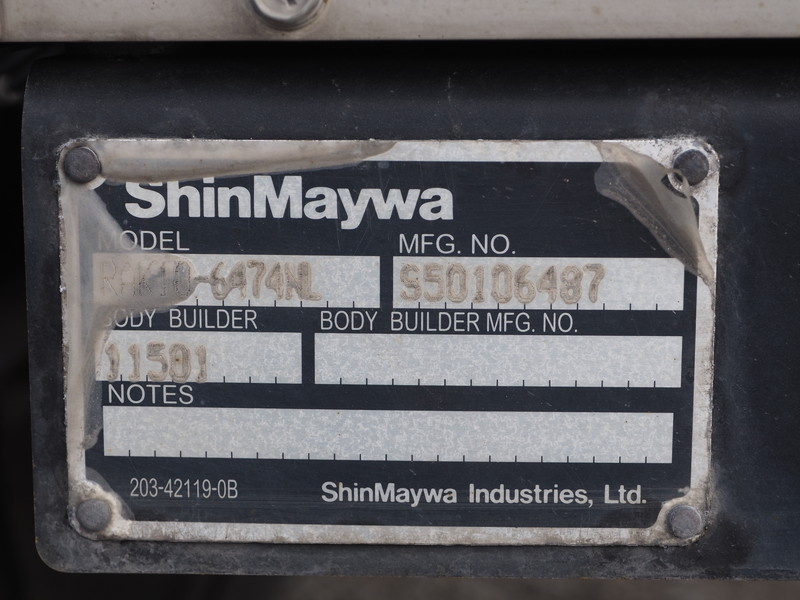 ShinMaywa
MODEL MFG. NO.
6474NL S50106487
BODY BUILDER BODY BUILDER MFG. NO.
11501
NOTES
203-42119-0B ShinMaywa Industries, Ltd.